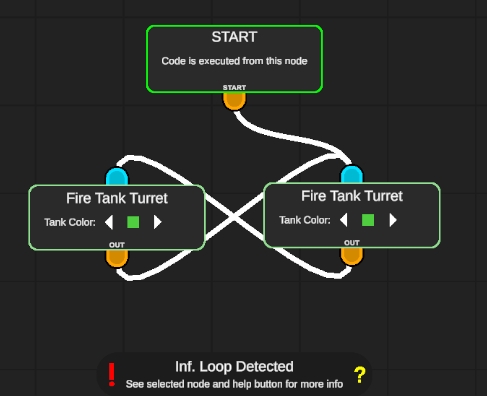 START
Code is executed from this node
START
Fire Tank Turret
Tank Color:
OUT
Fire Tank Turret
Tank Color:
OUT
! Inf. Loop Detected ?
See selected node and help button for more info